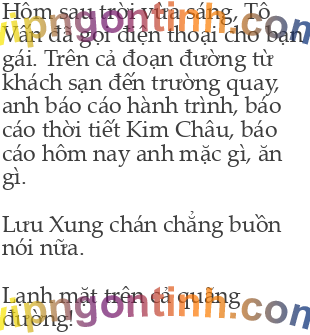 Hôm sau trời vừa sáng, Tô
Vân đã gọi điện thoại cho bạn
gái. Trên cả đoạn đường từ
khách sạn đến trường quay,
anh báo cáo hành trình, báo
cáo thời tiết Kim Châu, báo
cáo hôm nay anh mặc gì, ăn
gì.
Lưu Xung chán chẳng buồn
nói nữa.
Lạnh mặt trên cả quãng
đường!